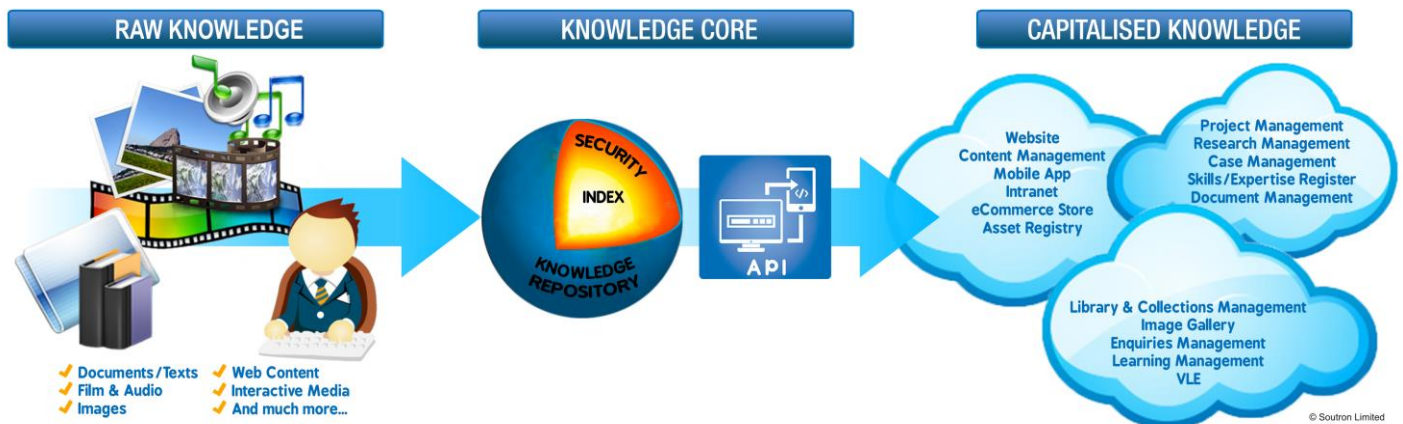 RAW KNOWLEDGE
KNOWLEDGE CORE
CAPITALISED KNOWLEDGE
✓ Documents/Texts
✓ Film & Audio
✓ Images
✓ Web Content
✓ Interactive Media
✓ And much more...
SECURITY
INDEX
KNOWLEDGE
REPOSITORY
API
Website
Content Management
Mobile App
Intranet
eCommerce Store
Asset Registry
Project Management
Research Management
Case Management
Skills/Expertise Register
Document Management
Library & Collections Management
Image Gallery
Enquiries Management
Learning Management
VLE
© Soutron Limited